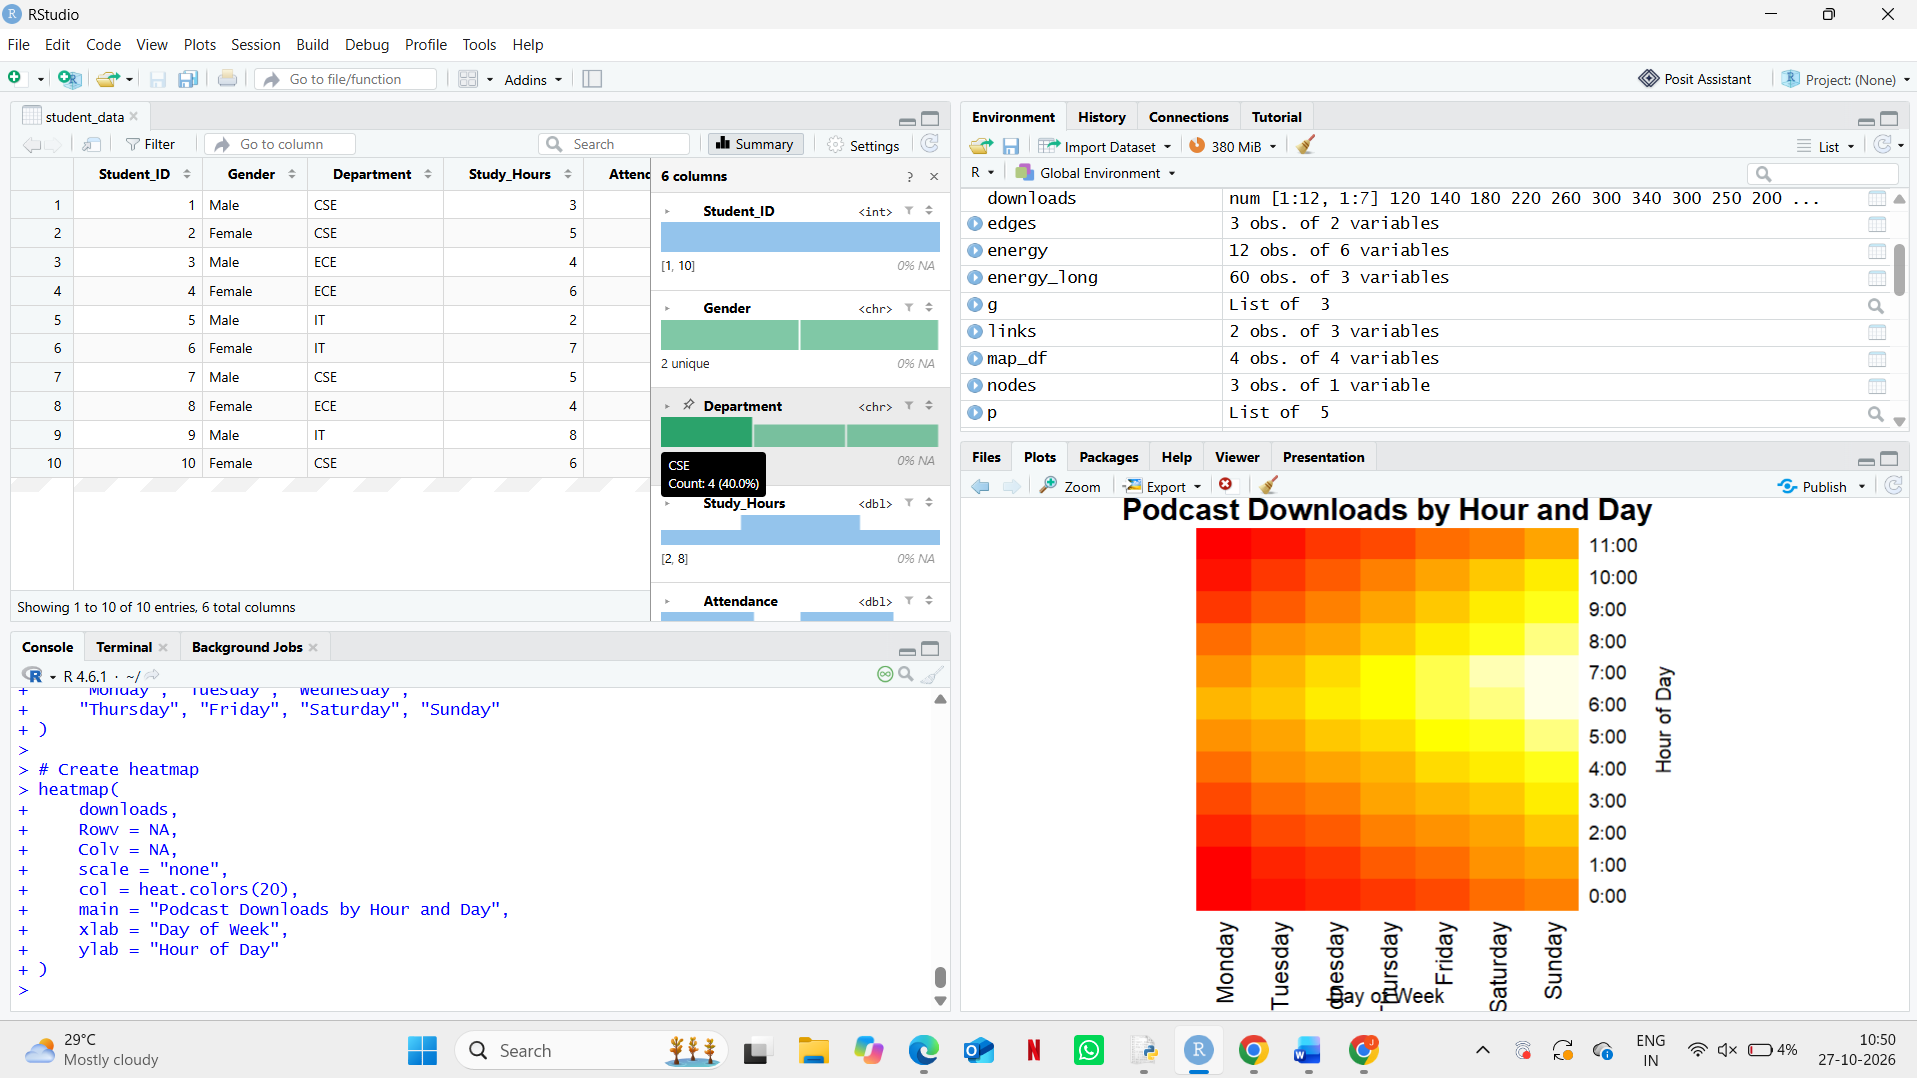 RStudio
File Edit Code View Plots Session Build Debug Profile Tools Help
Go to file/function Addins Posit Assistant Project: (None)
student_data
Filter Go to column Search Summary Settings
Student_ID Gender Department Study_Hours Attend
1 1 Male CSE 3
2 2 Female CSE 5
3 3 Male ECE 4
4 4 Female ECE 6
5 5 Male IT 2
6 6 Female IT 7
7 7 Male CSE 5
8 8 Female ECE 4
9 9 Male IT 8
10 10 Female CSE 6
Showing 1 to 10 of 10 entries, 6 total columns
6 columns ?
Student_ID <int>
[1, 10] 0% NA
Gender <chr>
2 unique 0% NA
Department <chr>
0% NA
CSE
Count: 4 (40.0%)
Study_Hours <dbl>
[2, 8] 0% NA
Attendance <dbl>
Console Terminal Background Jobs
R 4.6.1 · ~/
+ "Monday", "Tuesday", "Wednesday",
+ "Thursday", "Friday", "Saturday", "Sunday"
+ )
>
> # Create heatmap
> heatmap(
+ downloads,
+ Rowv = NA,
+ Colv = NA,
+ scale = "none",
+ col = heat.colors(20),
+ main = "Podcast Downloads by Hour and Day",
+ xlab = "Day of Week",
+ ylab = "Hour of Day"
+ )
>
Environment History Connections Tutorial
Import Dataset 380 MiB List
R Global Environment
downloads num [1:12, 1:7] 120 140 180 220 260 300 340 300 250 200 ...
edges 3 obs. of 2 variables
energy 12 obs. of 6 variables
energy_long 60 obs. of 3 variables
g List of 3
links 2 obs. of 3 variables
map_df 4 obs. of 4 variables
nodes 3 obs. of 1 variable
p List of 5
Files Plots Packages Help Viewer Presentation
Zoom Export Publish
Podcast Downloads by Hour and Day
11:00
10:00
9:00
8:00
7:00
6:00
5:00
4:00
3:00
2:00
1:00
0:00
Hour of Day
Monday
Tuesday
Friday
Saturday
Sunday
Day of Week
29°C
Mostly cloudy
Search
ENG
IN
4%
10:50
27-10-2026